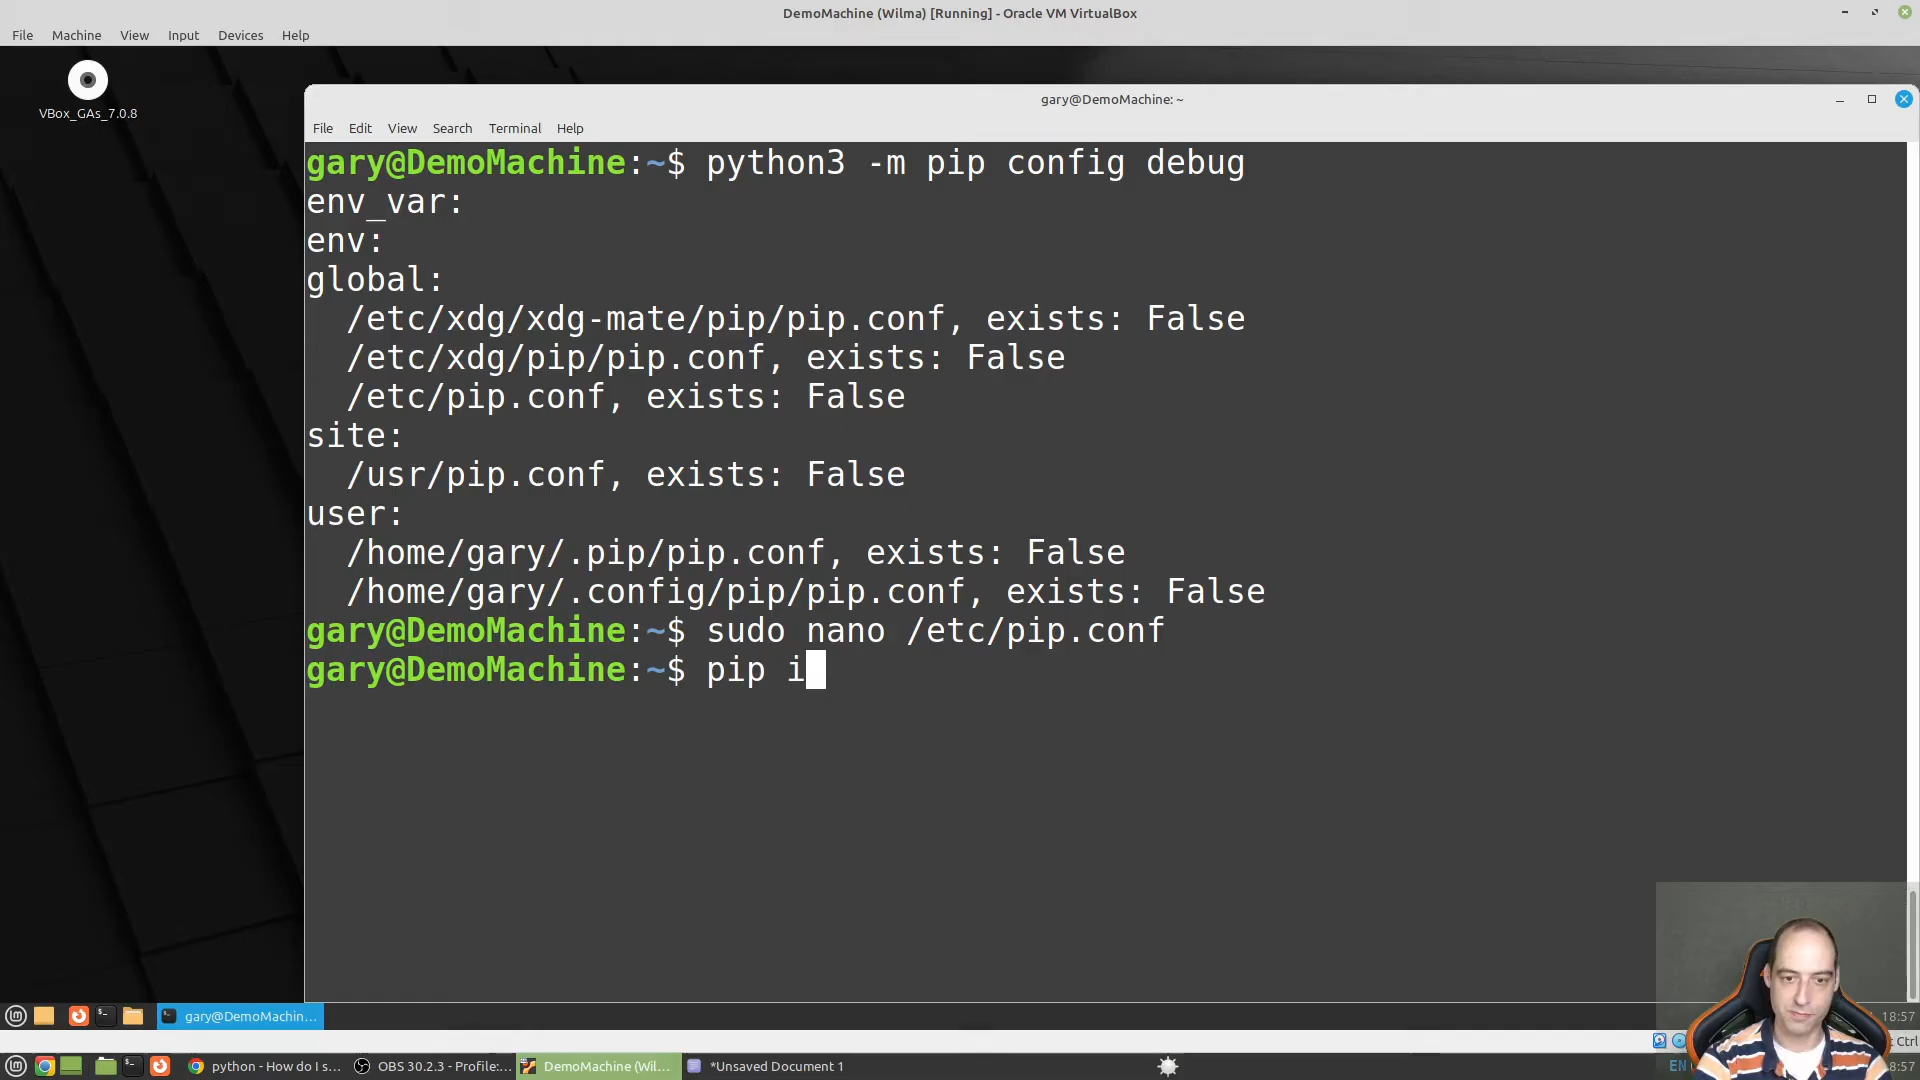 DemoMachine (Wilma) [Running] - Oracle VM VirtualBox
File Machine View Input Devices Help
VBox_GAs_7.0.8
gary@DemoMachine: ~
File Edit View Search Terminal Help
gary@DemoMachine:~$ python3 -m pip config debug
env_var:
env:
global:
/etc/xdg/xdg-mate/pip/pip.conf, exists: False
/etc/xdg/pip/pip.conf, exists: False
/etc/pip.conf, exists: False
site:
/usr/pip.conf, exists: False
user:
/home/gary/.pip/pip.conf, exists: False
/home/gary/.config/pip/pip.conf, exists: False
gary@DemoMachine:~$ sudo nano /etc/pip.conf
gary@DemoMachine:~$ pip i
gary@DemoMachin... 18:57
Ctrl
python - How do I s... OBS 30.2.3 - Profile:... DemoMachine (Wil... *Unsaved Document 1 EN 8:57